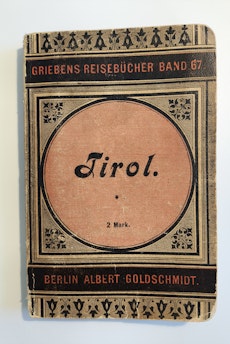 GRIEBENS REISEBÜCHER BAND 67.
Tirol.
2 Mark.
BERLIN ALBERT GOLDSCHMIDT.